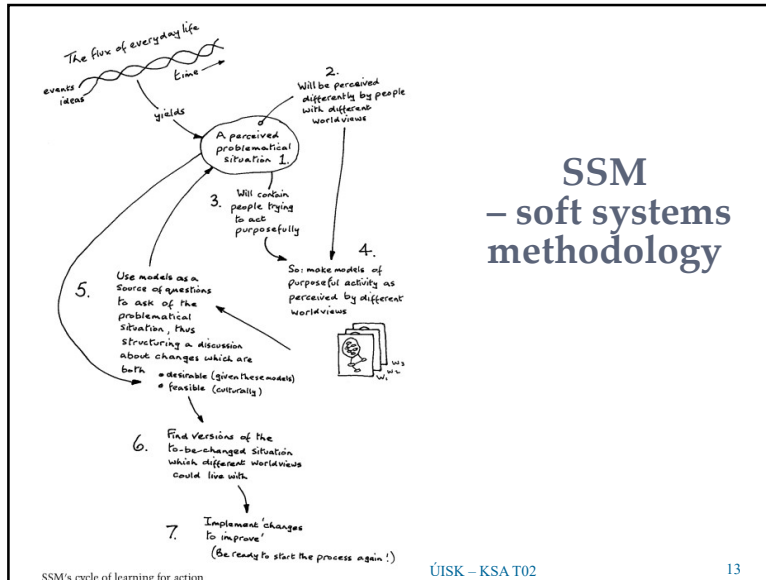 The flux of everyday life
events
ideas
time
yields
A perceived
problematical
situation 1.
2.
Will be perceived
differently by people
with different
worldviews
3. Will contain
people trying
to act
purposefully
4.
So: make models of
purposeful activity as
perceived by different
worldviews
W1
W2
W3
5. Use models as a
source of questions
to ask of the
problematical
situation, thus
structuring a discussion
about changes which are
both • desirable (given these models)
• feasible (culturally)
6. Find versions of the
to-be-changed situation
which different worldviews
could live with
7. Implement 'changes
to improve'
(Be ready to start the process again!)
SSM's cycle of learning for action
SSM
– soft systems
methodology
ÚISK – KSA T02
13